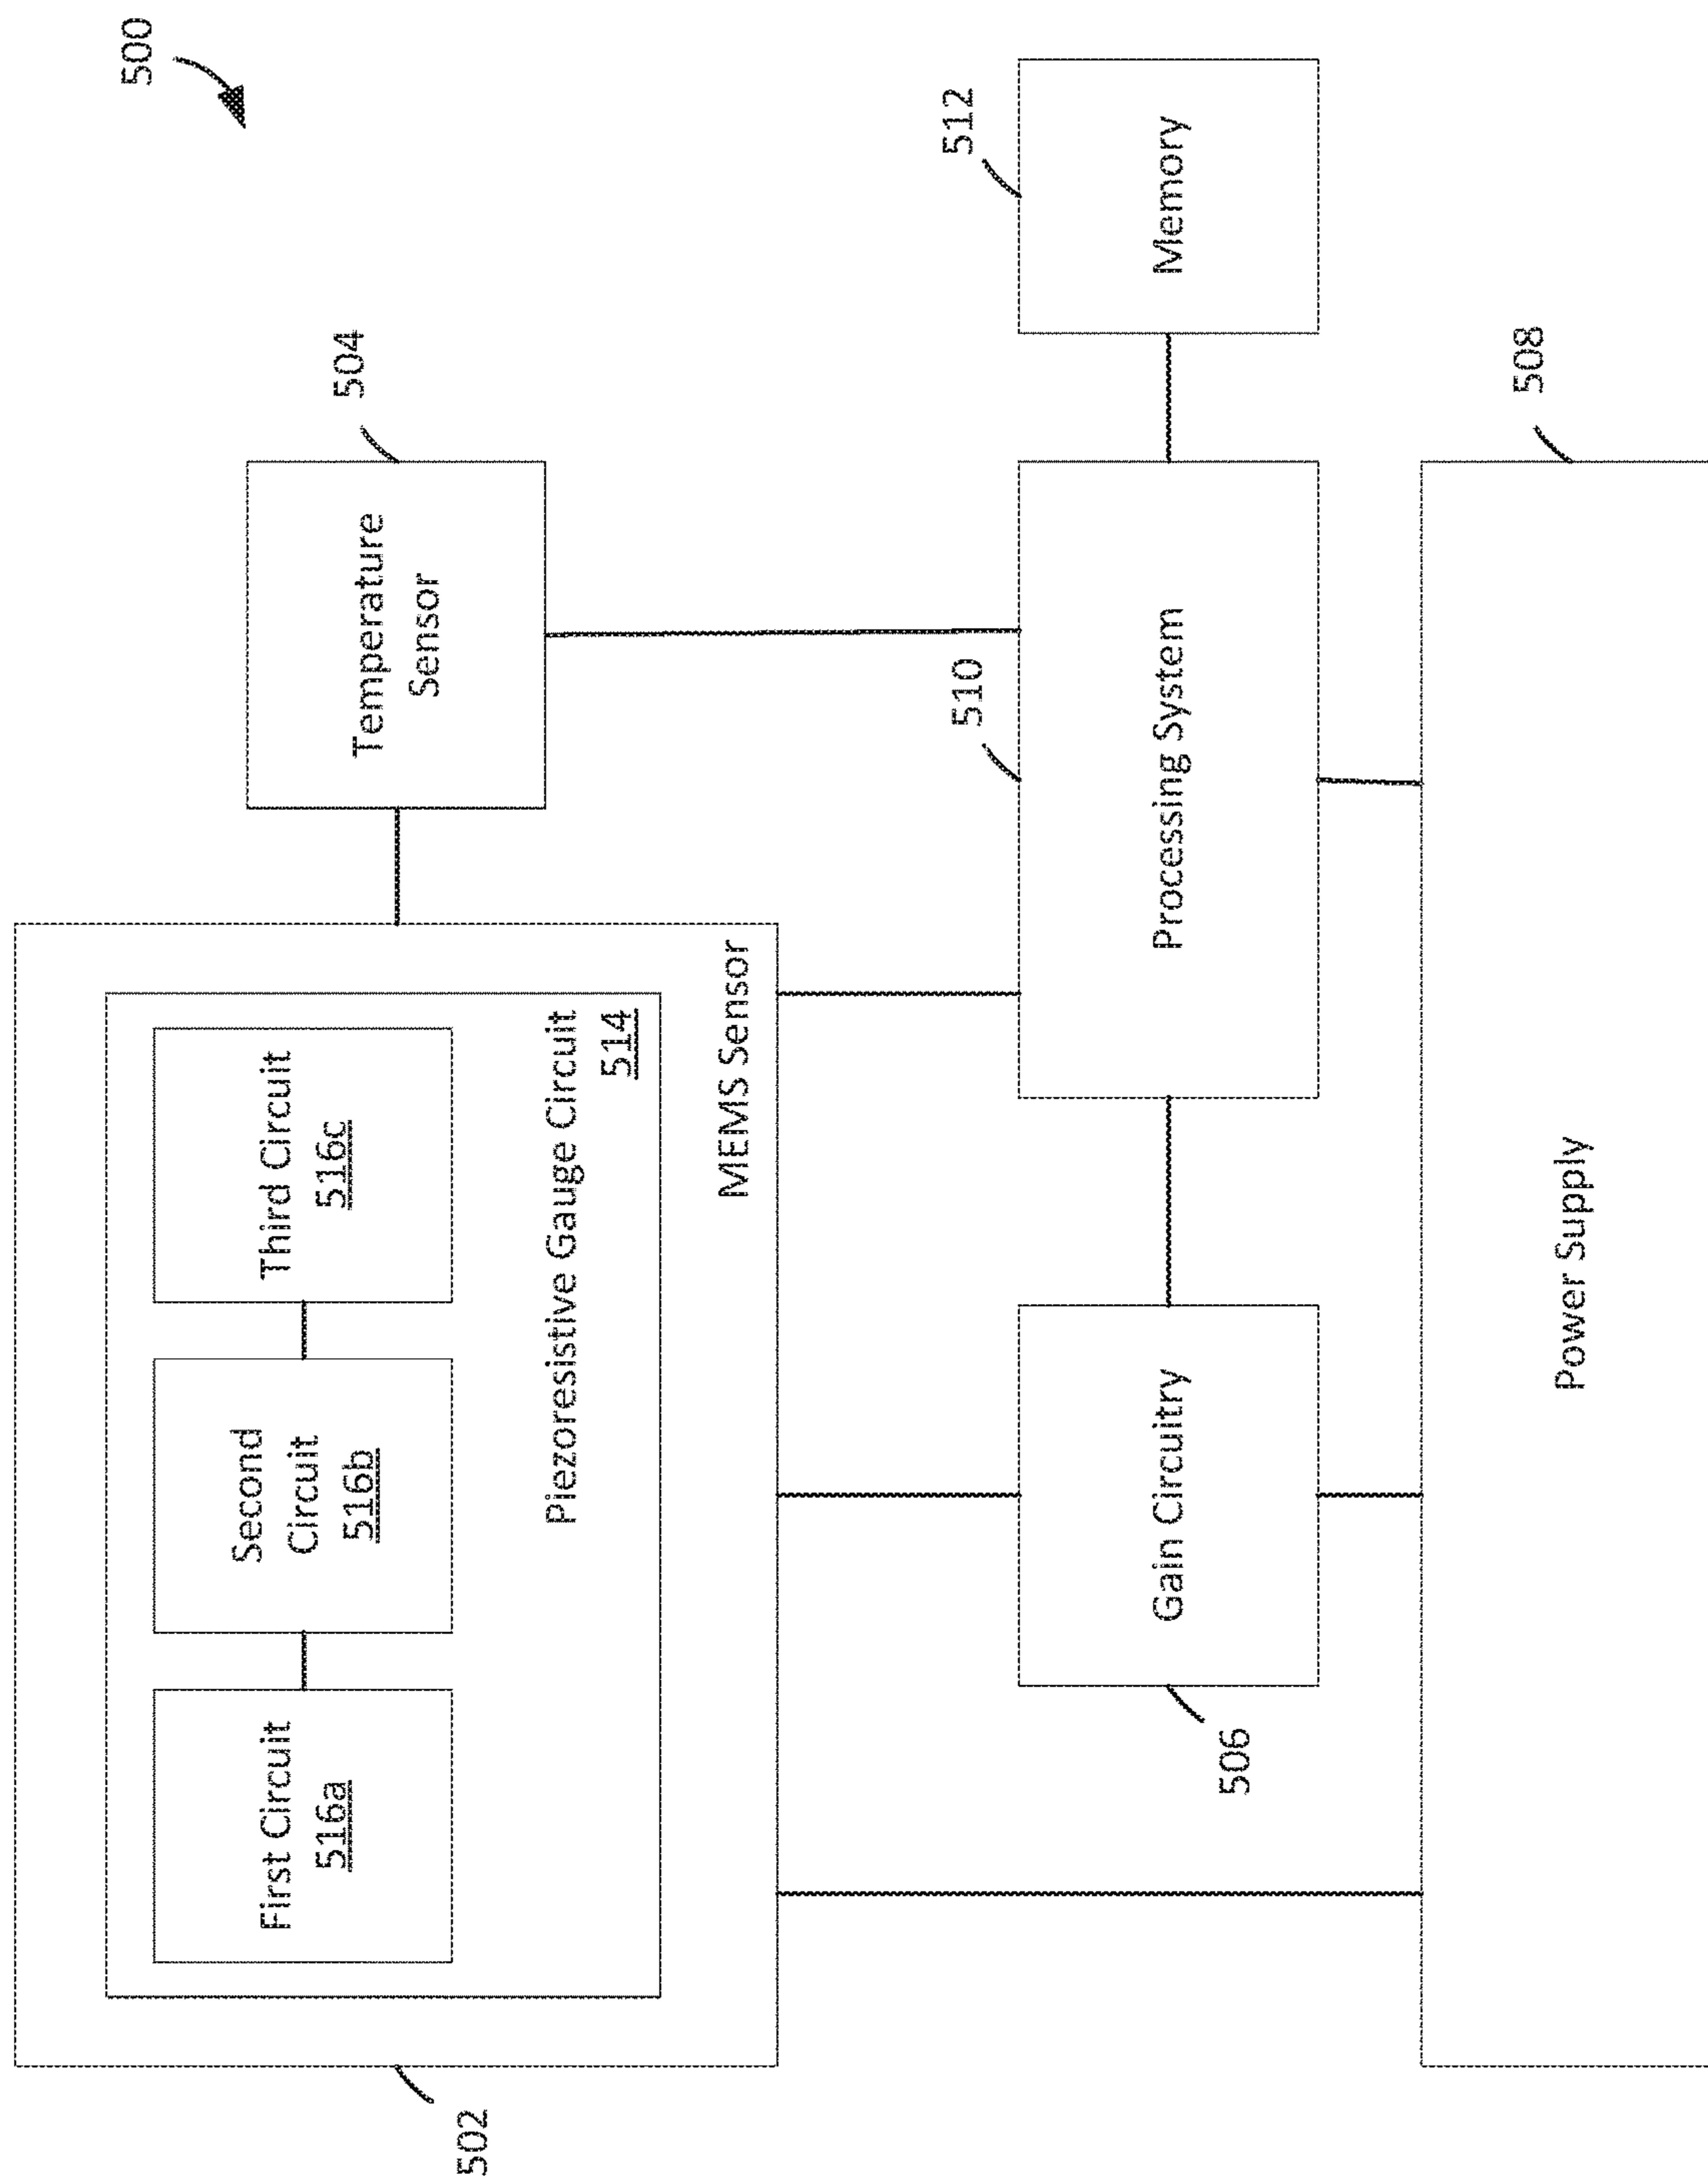 500
502
First Circuit
516a
Second
Circuit
516b
Third Circuit
516c
Piezoresistive Gauge Circuit
514
MEMS Sensor
Temperature
Sensor
504
506
Gain Circuitry
510
Processing System
512
Memory
508
Power Supply